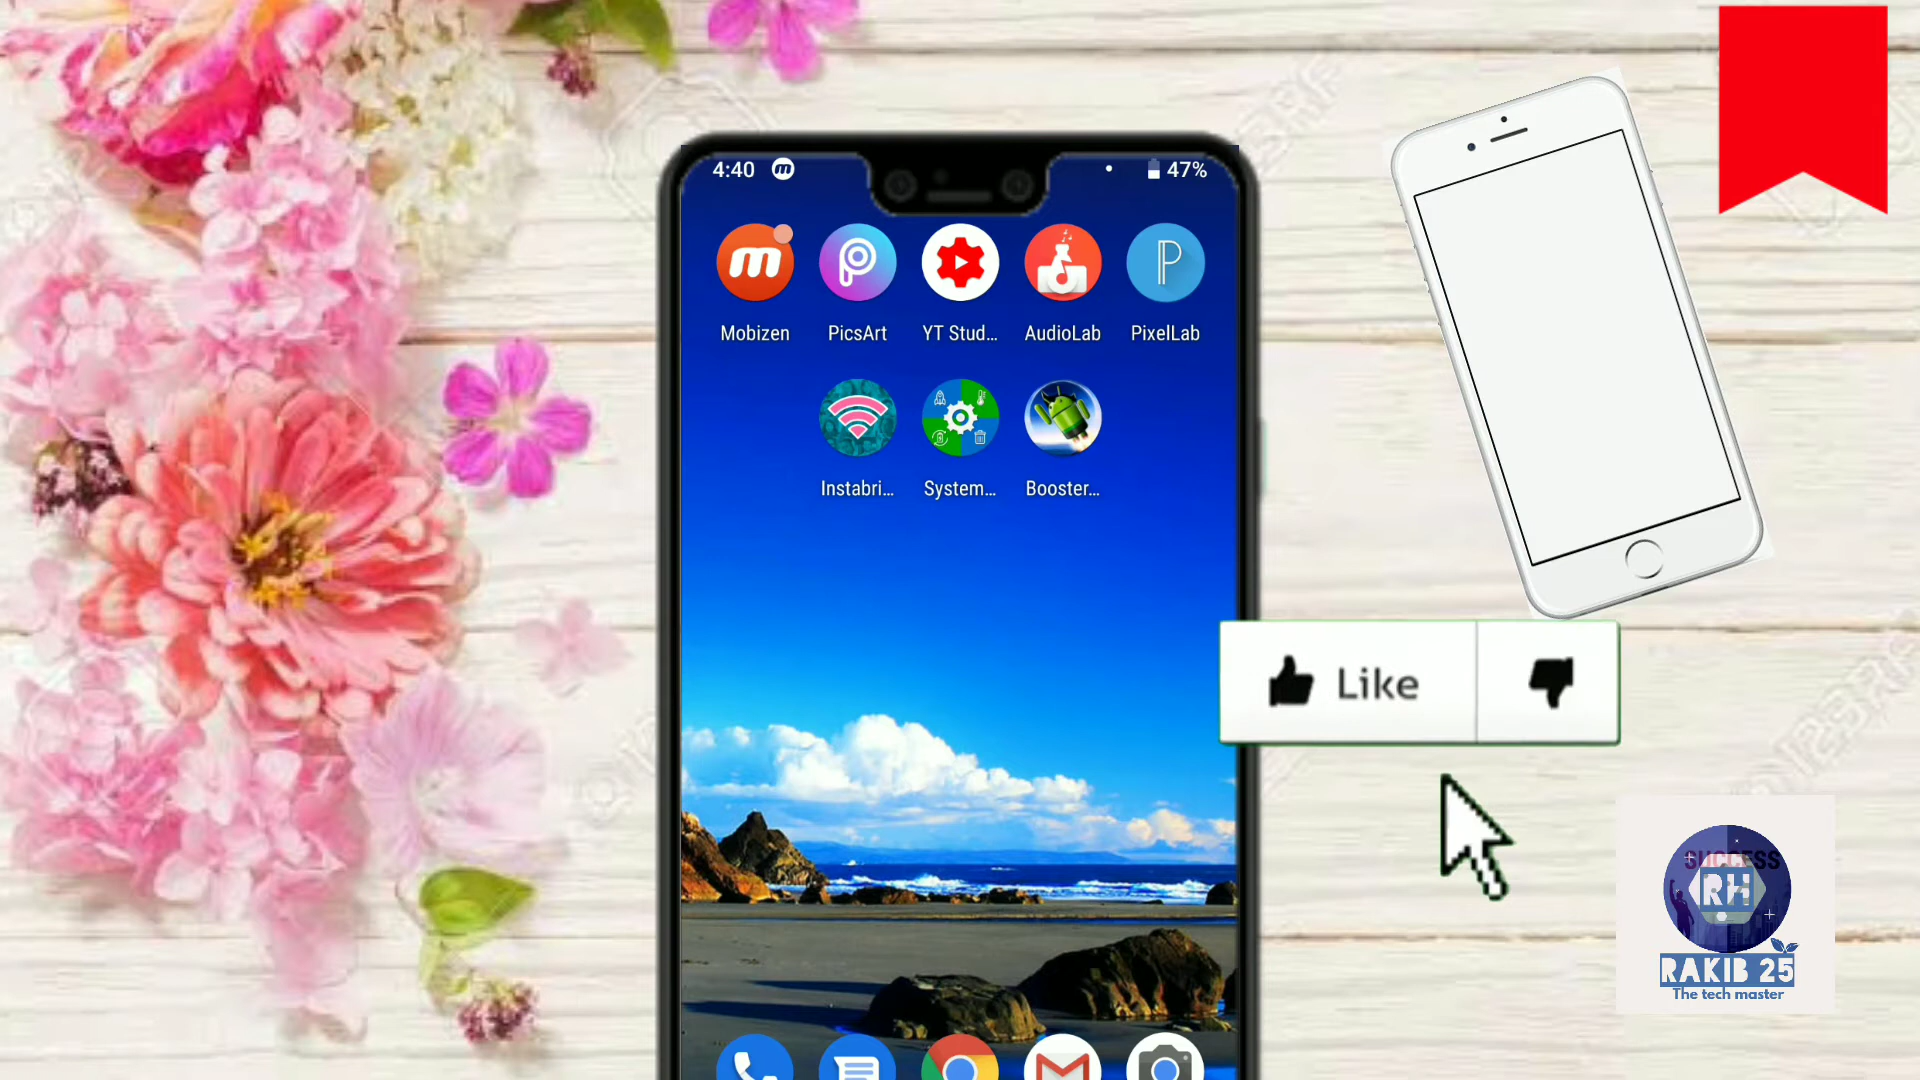 4:40
47%
Mobizen
PicsArt
YT Stud...
AudioLab
PixelLab
Instabri...
System...
Booster...
Like
SUCCESS
RH
RAKIB 25
The tech master